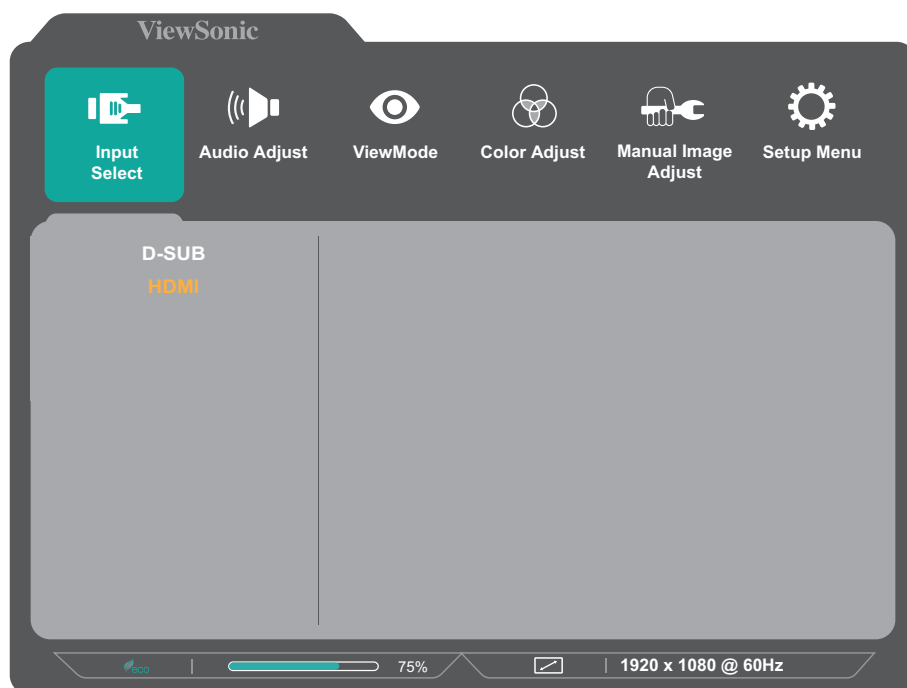 ViewSonic
Input
Select
Audio Adjust
ViewMode
Color Adjust
Manual Image
Adjust
Setup Menu
D-SUB
HDMI
eco
75%
1920 x 1080 @ 60Hz